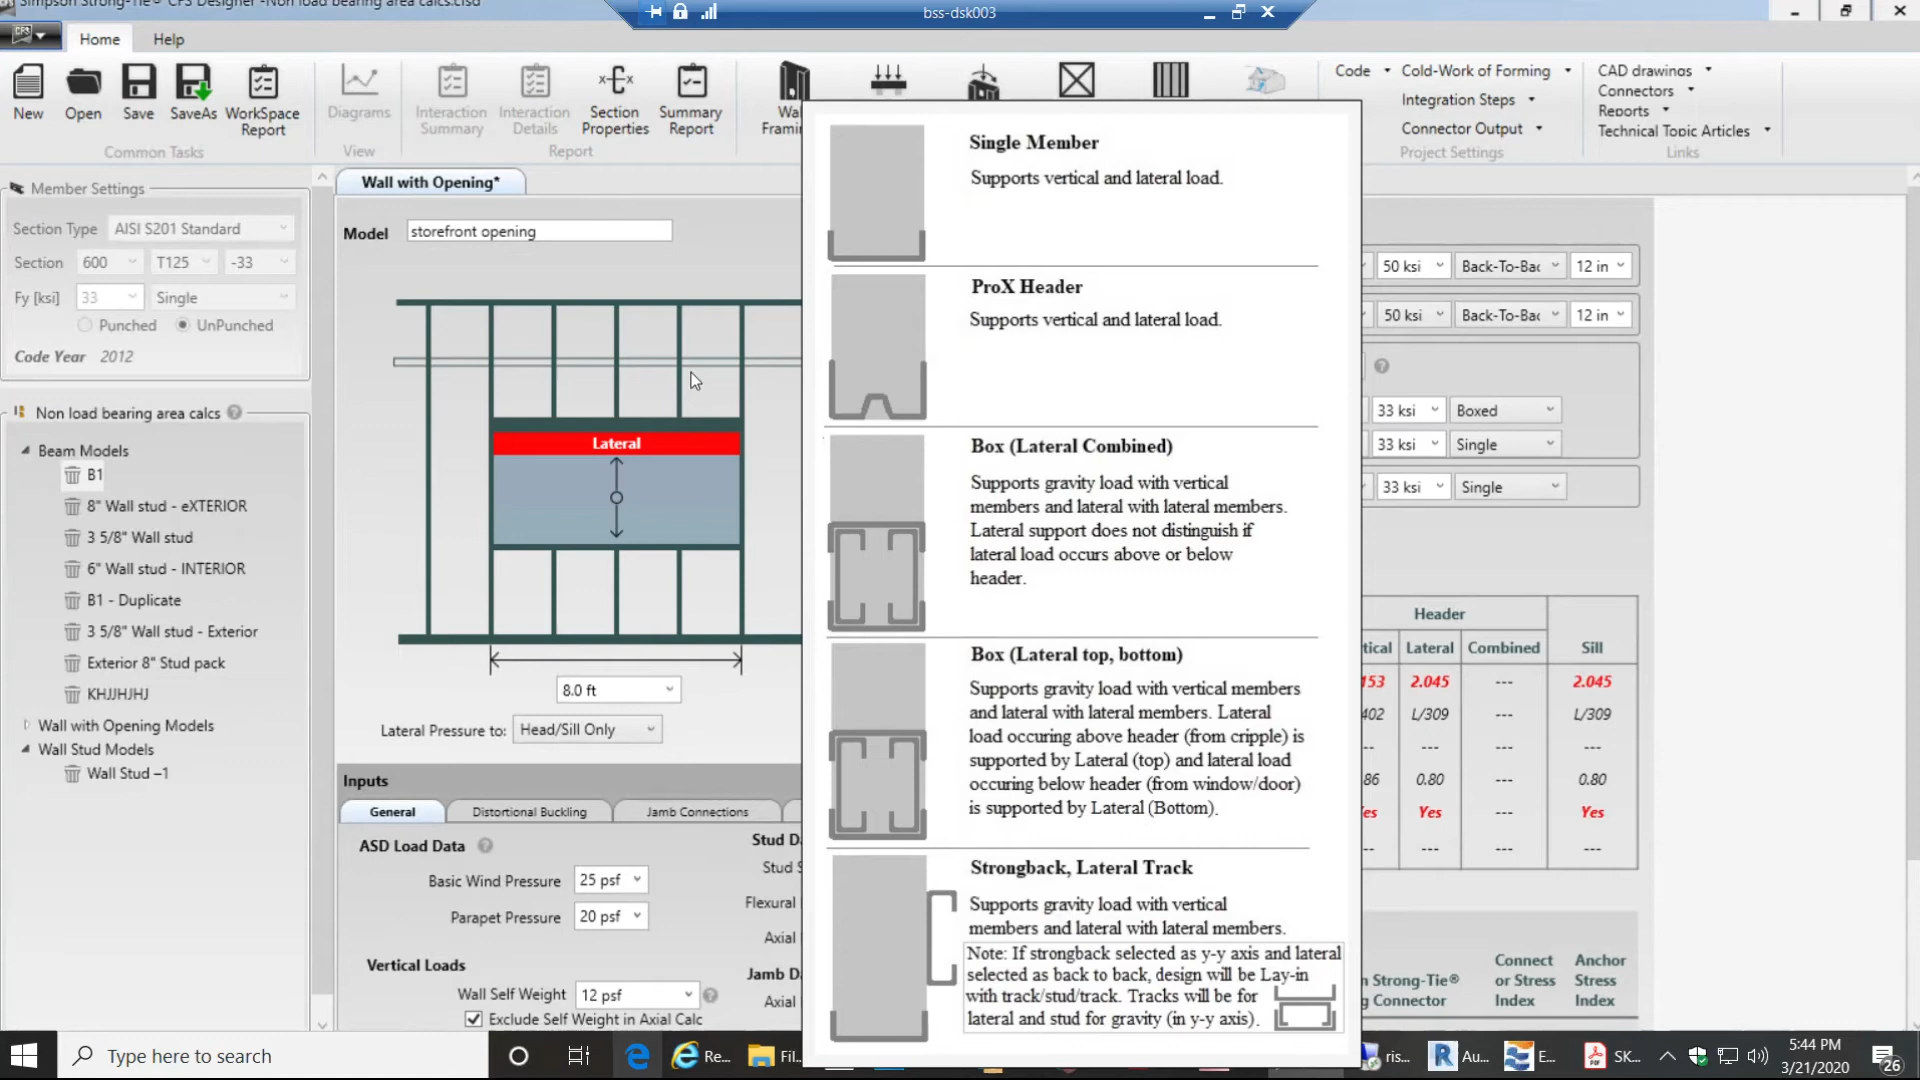 Simpson Strong-Tie® CFS Designer -Non load bearing area calcs.cfsd
bss-dsk003
CFS
Home
Help
New
Open
Save
SaveAs
WorkSpace
Report
Common Tasks
Diagrams
View
Interaction
Summary
Interaction
Details
Section
Properties
Summary
Report
Report
Wal
Frami
Code
Cold-Work of Forming
Integration Steps
Connector Output
Project Settings
CAD drawings
Connectors
Reports
Technical Topic Articles
Links
Member Settings
Section Type AISI S201 Standard
Section 600 T125 -33
Fy [ksi] 33 Single
Punched UnPunched
Code Year 2012
Non load bearing area calcs
Beam Models
B1
8" Wall stud - eXTERIOR
3 5/8" Wall stud
6" Wall stud - INTERIOR
B1 - Duplicate
3 5/8" Wall stud - Exterior
Exterior 8" Stud pack
KHJJHJHJ
Wall with Opening Models
Wall Stud Models
Wall Stud –1
Wall with Opening*
Model storefront opening
Lateral
8.0 ft
Lateral Pressure to: Head/Sill Only
Inputs
General
Distortional Buckling
Jamb Connections
ASD Load Data
Basic Wind Pressure 25 psf
Parapet Pressure 20 psf
Vertical Loads
Wall Self Weight 12 psf
Exclude Self Weight in Axial Calc
Stud D
Stud S
Flexural
Axial
Jamb D
Axial
Single Member
Supports vertical and lateral load.
ProX Header
Supports vertical and lateral load.
Box (Lateral Combined)
Supports gravity load with vertical
members and lateral with lateral members.
Lateral support does not distinguish if
lateral load occurs above or below
header.
Box (Lateral top, bottom)
Supports gravity load with vertical members
and lateral with lateral members. Lateral
load occuring above header (from cripple) is
supported by Lateral (top) and lateral load
occuring below header (from window/door)
is supported by Lateral (Bottom).
Strongback, Lateral Track
Supports gravity load with vertical
members and lateral with lateral members.
Note: If strongback selected as y-y axis and lateral
selected as back to back, design will be Lay-in
with track/stud/track. Tracks will be for
lateral and stud for gravity (in y-y axis).
50 ksi Back-To-Bac 12 in
50 ksi Back-To-Bac 12 in
33 ksi Boxed
33 ksi Single
33 ksi Single
Header
tical Lateral Combined Sill
153 2.045 --- 2.045
402 L/309 --- L/309
--- --- --- ---
86 0.80 --- 0.80
es Yes --- Yes
--- --- --- ---
n Strong-Tie®
g Connector
Connect
or Stress
Index
Anchor
Stress
Index
Type here to search
Re...
Fil...
ris...
Au...
E...
SK...
5:44 PM
3/21/2020
26